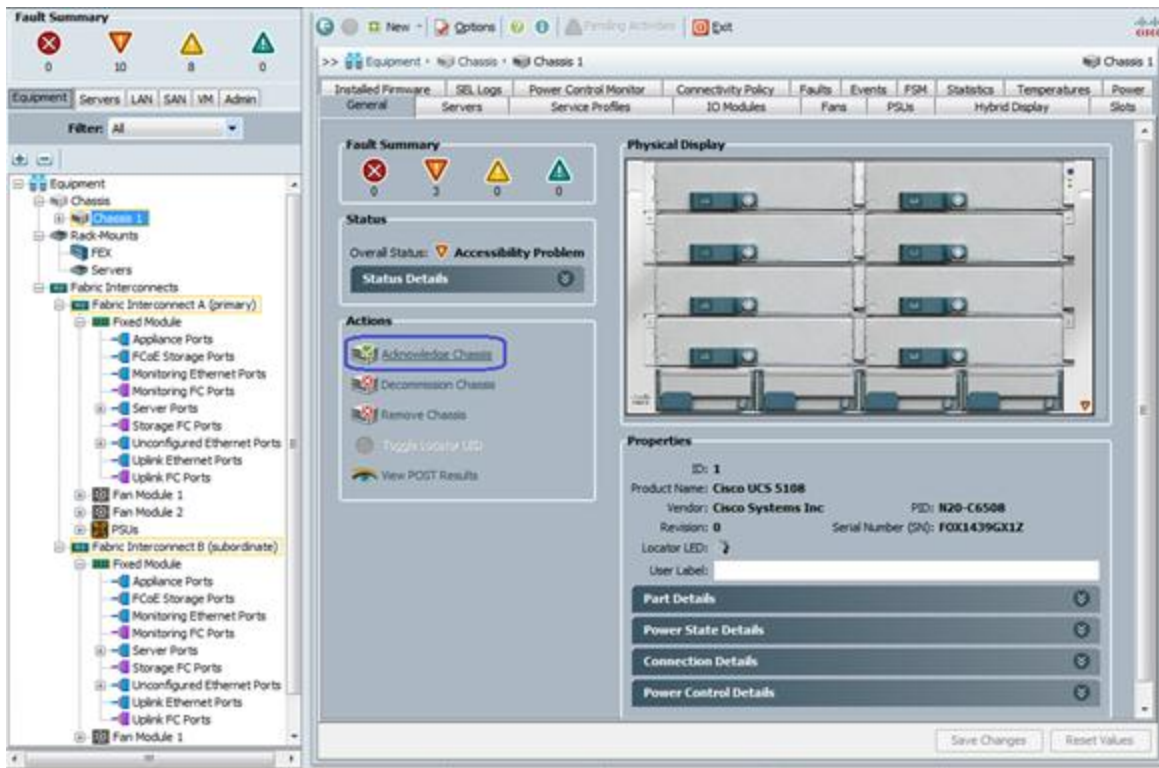 Fault Summary
0 10 8 0
Equipment Servers LAN SAN VM Admin
Filter: All
Equipment
Chassis
Chassis 1
Rack-Mounts
FEX
Servers
Fabric Interconnects
Fabric Interconnect A (primary)
Fixed Module
Appliance Ports
FCoE Storage Ports
Monitoring Ethernet Ports
Monitoring FC Ports
Server Ports
Storage FC Ports
Unconfigured Ethernet Ports
Uplink Ethernet Ports
Uplink FC Ports
Fan Module 1
Fan Module 2
PSUs
Fabric Interconnect B (subordinate)
Fixed Module
Appliance Ports
FCoE Storage Ports
Monitoring Ethernet Ports
Monitoring FC Ports
Server Ports
Storage FC Ports
Unconfigured Ethernet Ports
Uplink Ethernet Ports
Uplink FC Ports
Fan Module 1
New Options Pending Activities Exit
>> Equipment Chassis Chassis 1 Chassis 1
Installed Firmware SEL Logs Power Control Monitor Connectivity Policy Faults Events FSM Statistics Temperatures Power
General Servers Service Profiles IO Modules Fans PSUs Hybrid Display Slots
Fault Summary
0 3 0 0
Status
Overall Status: Accessibility Problem
Status Details
Actions
Acknowledge Chassis
Decommission Chassis
Remove Chassis
Toggle Locator LED
View POST Results
Physical Display
Properties
ID: 1
Product Name: Cisco UCS 5108
Vendor: Cisco Systems Inc PID: N20-C6508
Revision: 0 Serial Number (SN): FOX1439GX1Z
Locator LED:
User Label:
Part Details
Power State Details
Connection Details
Power Control Details
Save Changes Reset Values